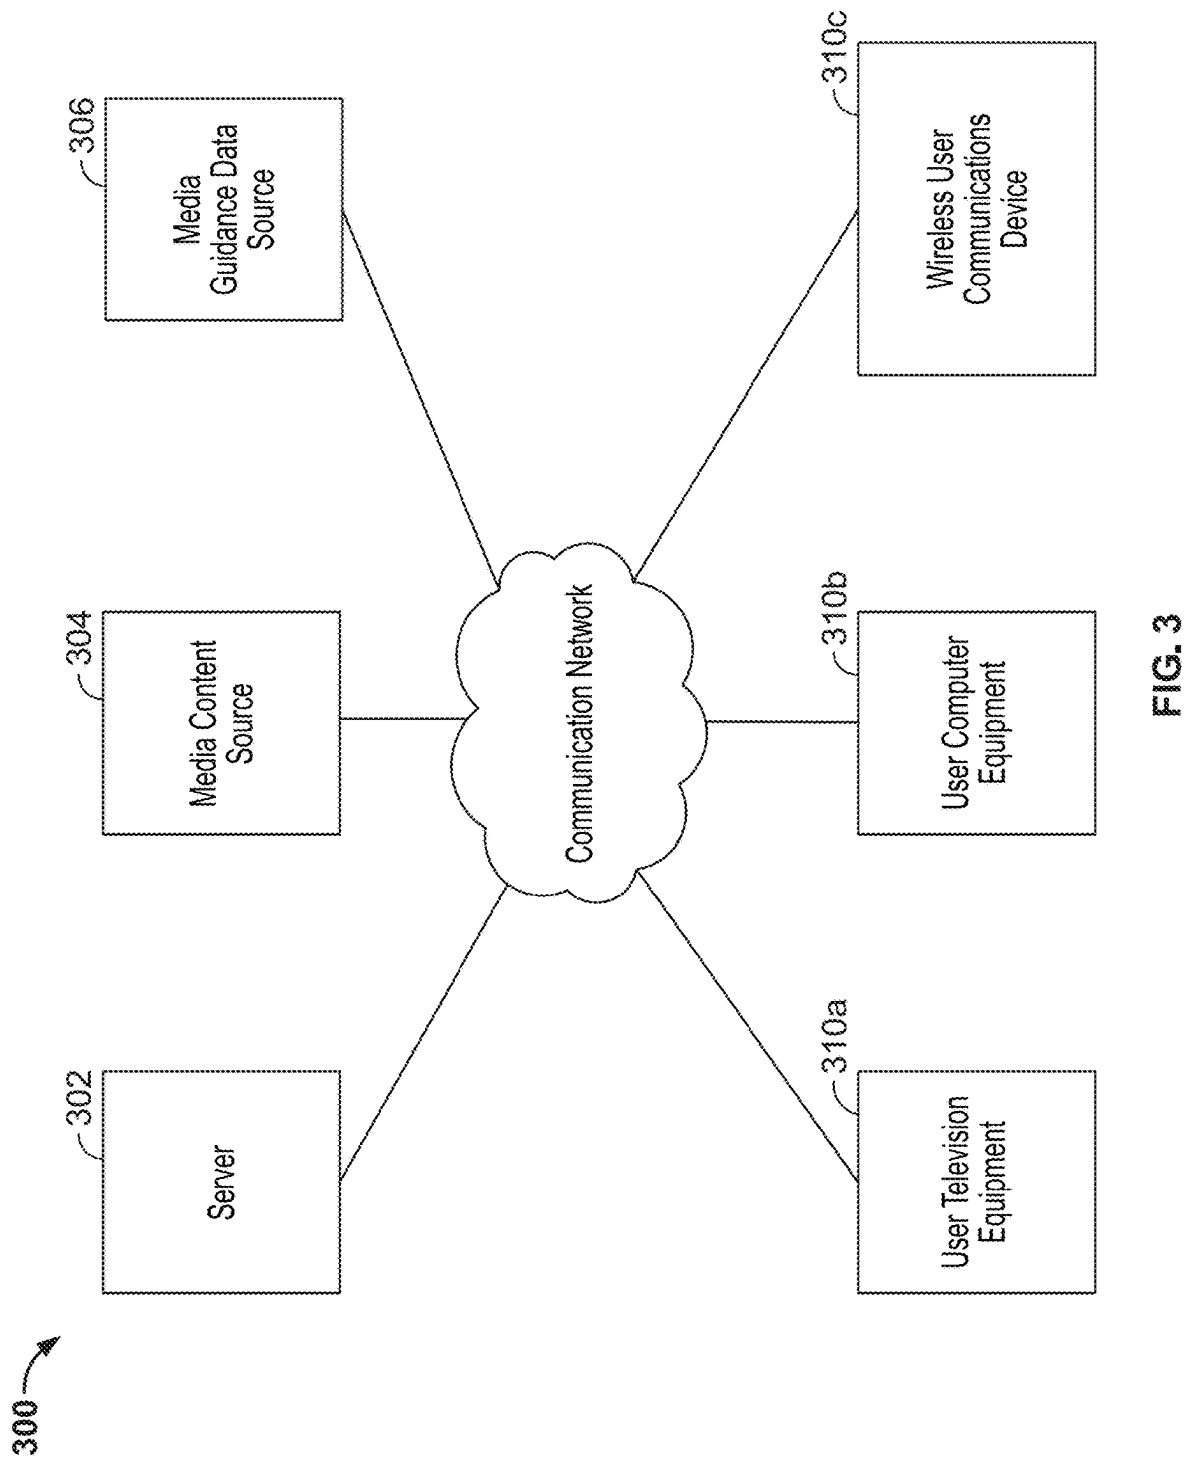 300
302
Server
304
Media Content
Source
306
Media
Guidance Data
Source
Communication Network
310a
User Television
Equipment
310b
User Computer
Equipment
310c
Wireless User
Communications
Device
FIG. 3